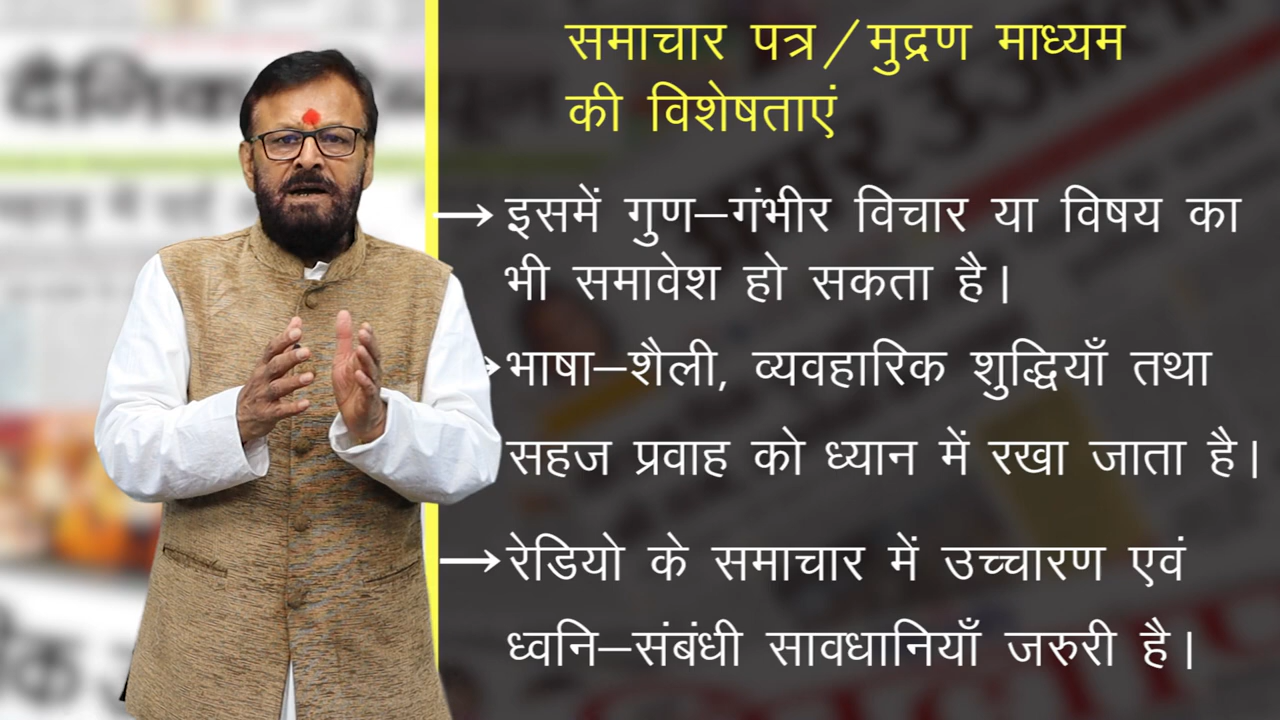 समाचार पत्र/मुद्रण माध्यम
की विशेषताएं
→इसमें गुण–गंभीर विचार या विषय का
भी समावेश हो सकता है।
→भाषा–शैली, व्यवहारिक शुद्धियाँ तथा
सहज प्रवाह को ध्यान में रखा जाता है।
→रेडियो के समाचार में उच्चारण एवं
ध्वनि–संबंधी सावधानियाँ जरुरी है।